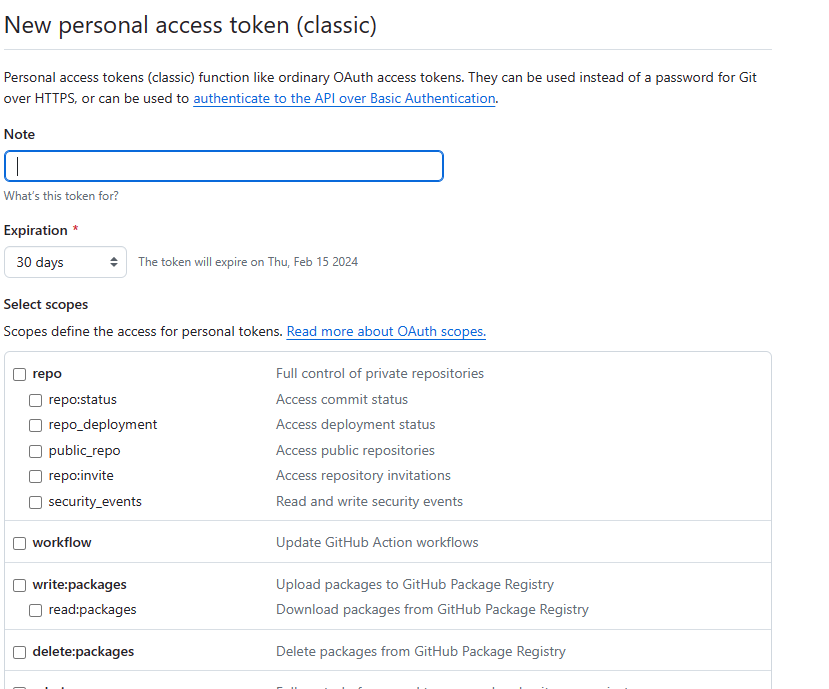 New personal access token (classic)
Personal access tokens (classic) function like ordinary OAuth access tokens. They can be used instead of a password for Git
over HTTPS, or can be used to authenticate to the API over Basic Authentication.
Note
What's this token for?
Expiration *
30 days The token will expire on Thu, Feb 15 2024
Select scopes
Scopes define the access for personal tokens. Read more about OAuth scopes.
repo Full control of private repositories
repo:status Access commit status
repo_deployment Access deployment status
public_repo Access public repositories
repo:invite Access repository invitations
security_events Read and write security events
workflow Update GitHub Action workflows
write:packages Upload packages to GitHub Package Registry
read:packages Download packages from GitHub Package Registry
delete:packages Delete packages from GitHub Package Registry